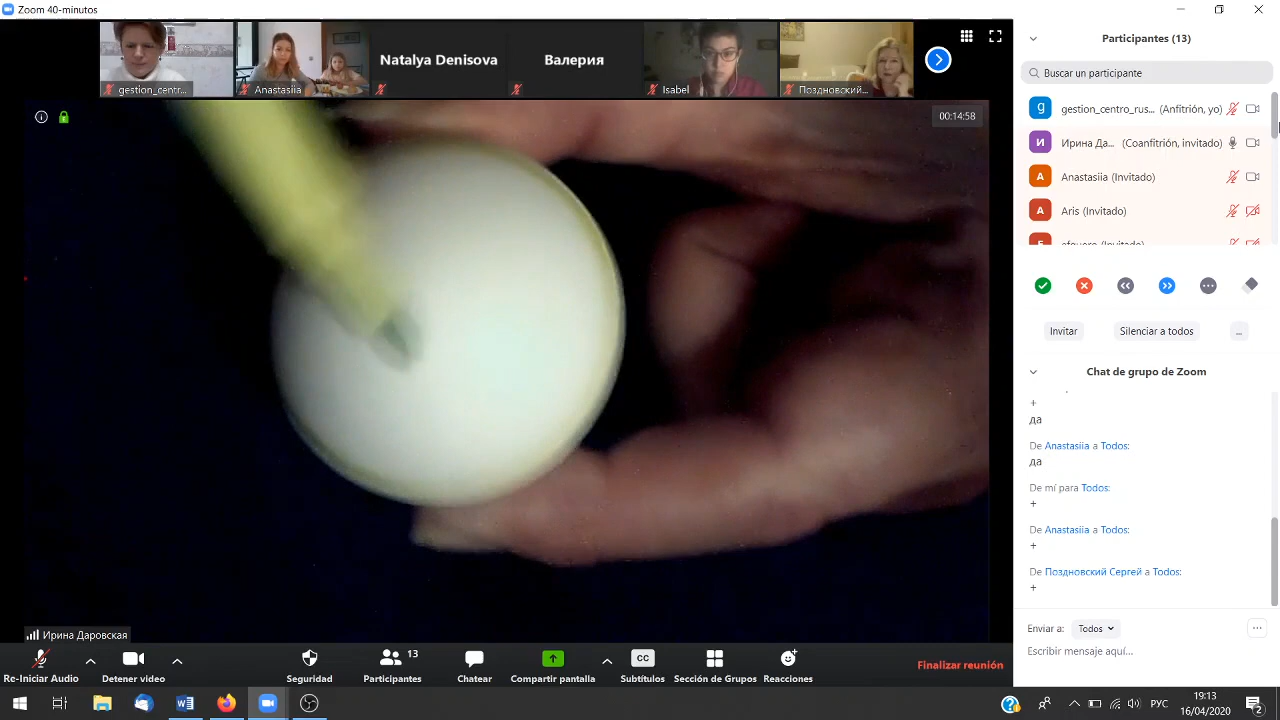 Zoom 40-minutos
gestion_centr...
Anastasiia
Natalya Denisova
Валерия
Isabel
Поздновский...
00:14:58
Ирина Даровская
Participantes (13)
Buscar un participante
g gestion_centro_rus... (Anfitrión, yo)
И Ирина Да... (Coanfitrión, invitado)
A Anastasiia (Invitado)
A Aris (Invitado)
Invitar
Silenciar a todos
...
Chat de grupo de Zoom
+
да
De Anastasiia a Todos:
да
De mí para Todos:
+
De Anastasiia a Todos:
+
De Поздновский Сергей a Todos:
+
Enviar a: Todos
Escribir mensaje aquí...
Re-Iniciar Audio
Detener video
Seguridad
Participantes
13
Chatear
Compartir pantalla
CC
Subtítulos
Sección de Grupos
Reacciones
Finalizar reunión
РУС
19:13
16/04/2020
2